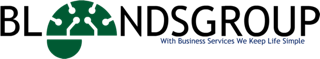 BLONDSGROUP
With Business Services We Keep Life Simple